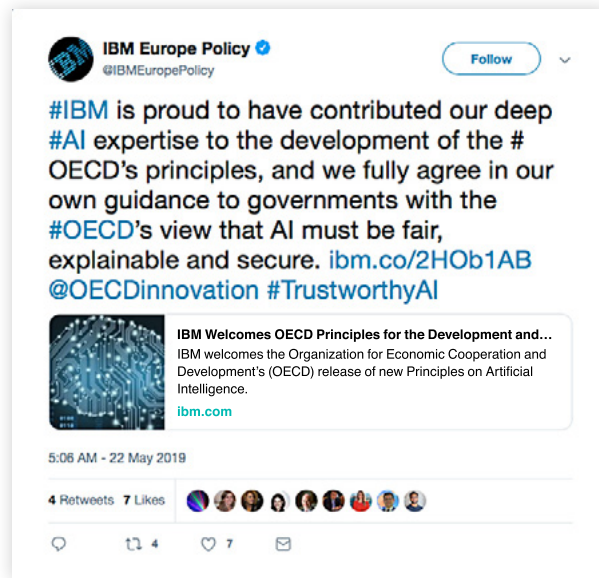 IBM Europe Policy
@IBMEuropePolicy
Follow
#IBM is proud to have contributed our deep
#AI expertise to the development of the #
OECD's principles, and we fully agree in our
own guidance to governments with the
#OECD's view that AI must be fair,
explainable and secure. ibm.co/2HOb1AB
@OECDinnovation #TrustworthyAI
IBM Welcomes OECD Principles for the Development and...
IBM welcomes the Organization for Economic Cooperation and
Development's (OECD) release of new Principles on Artificial
Intelligence.
ibm.com
5:06 AM - 22 May 2019
4 Retweets 7 Likes
4 7